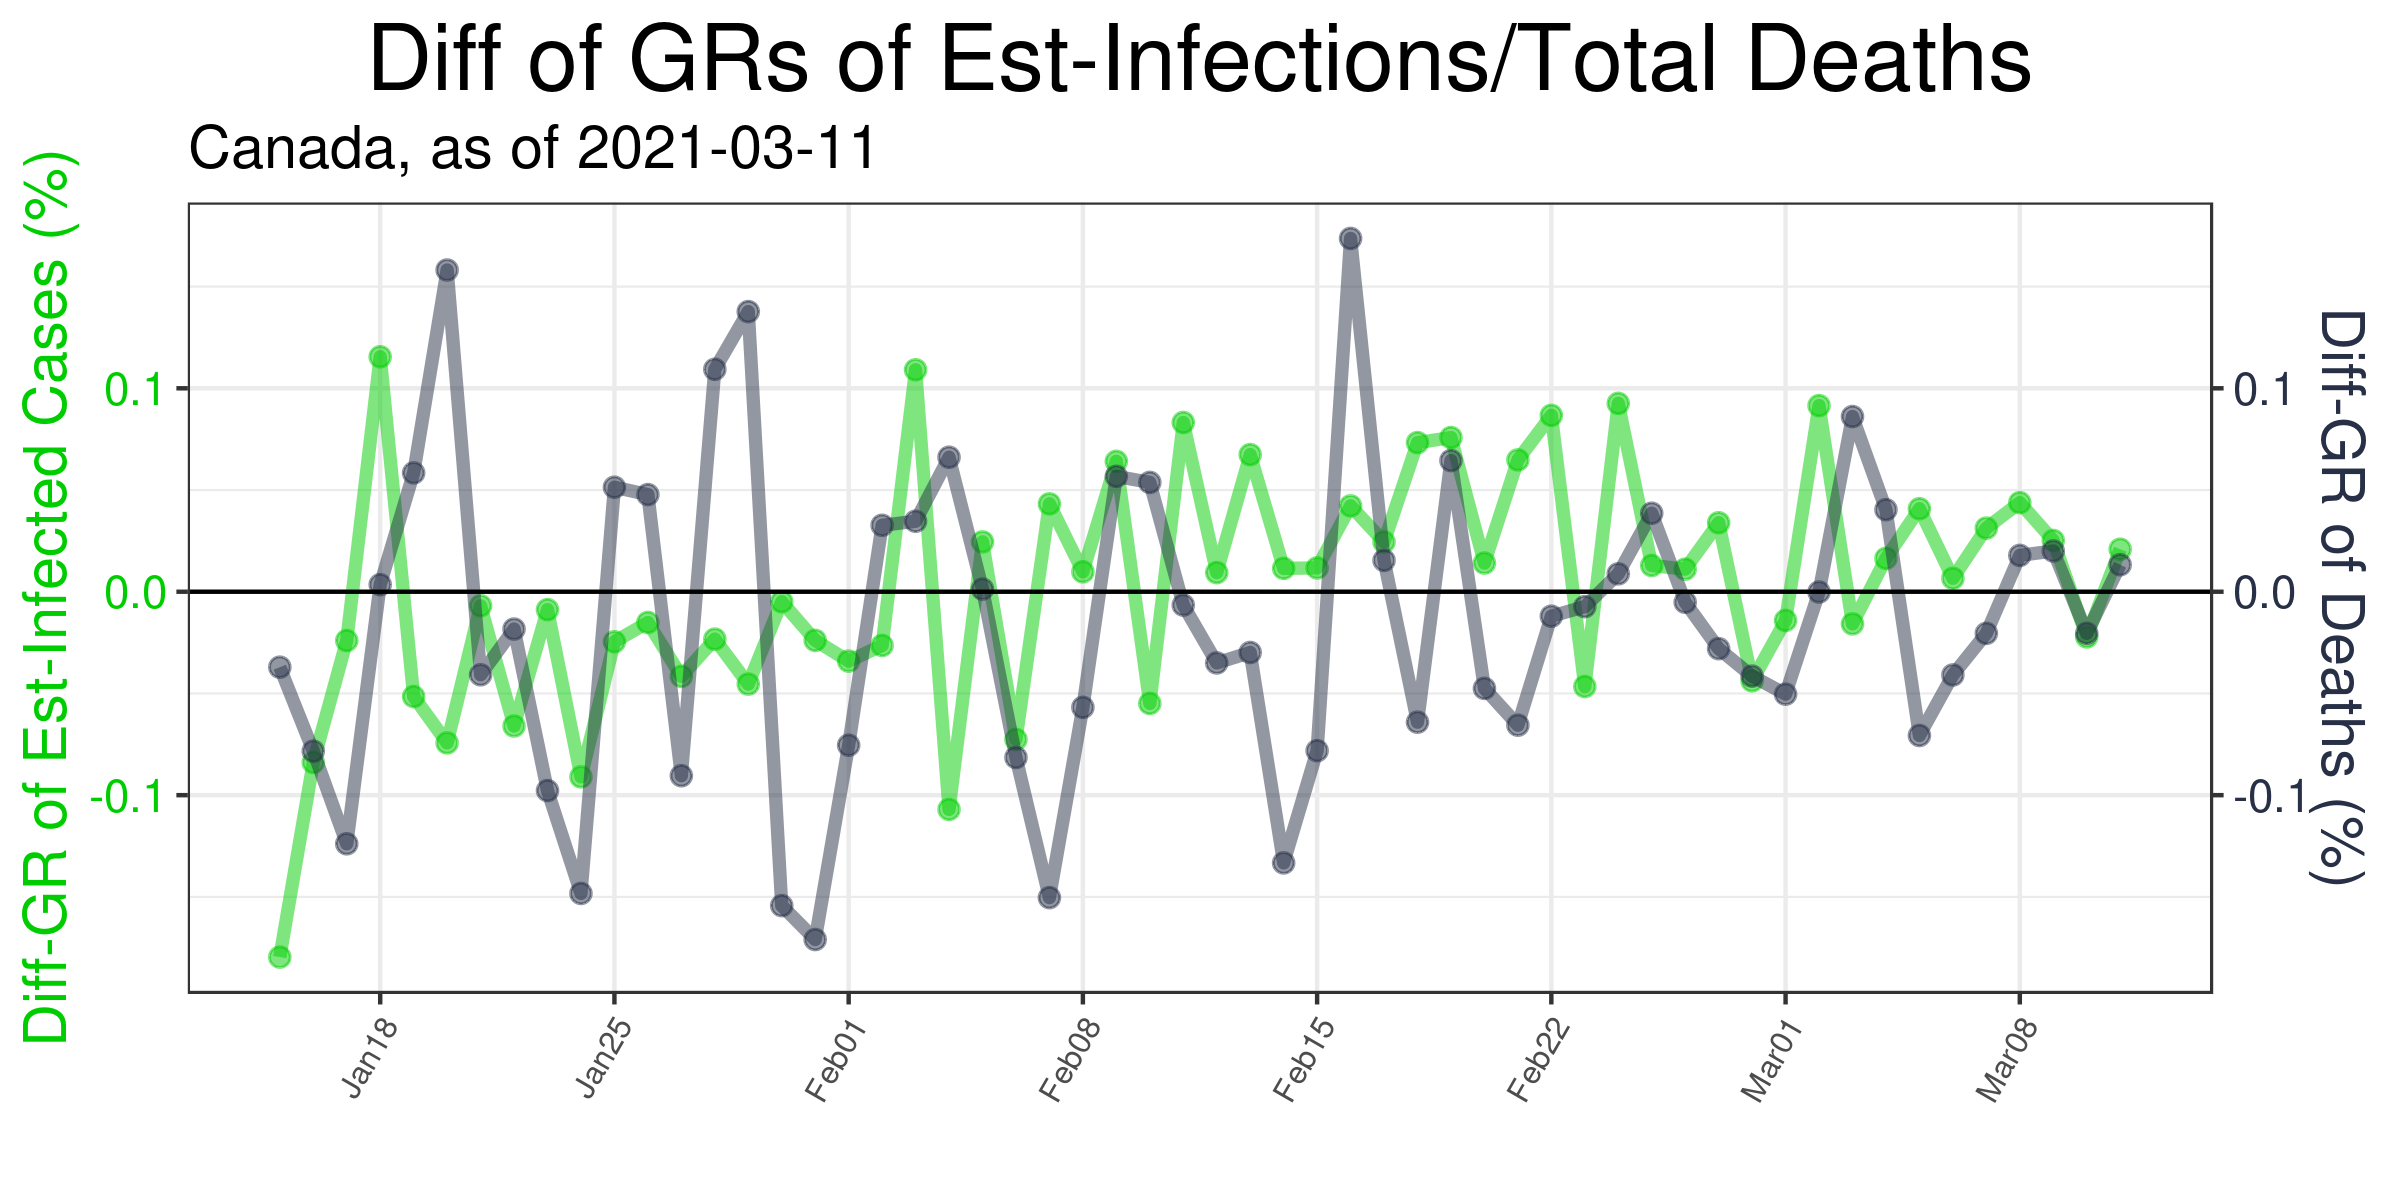 Diff of GRs of Est-Infections/Total Deaths
Canada, as of 2021-03-11
Diff-GR of Est-Infected Cases (%)
0.1
0.0
-0.1
0.1
0.0
-0.1
Diff-GR of Deaths (%)
Jan18
Jan25
Feb01
Feb08
Feb15
Feb22
Mar01
Mar08